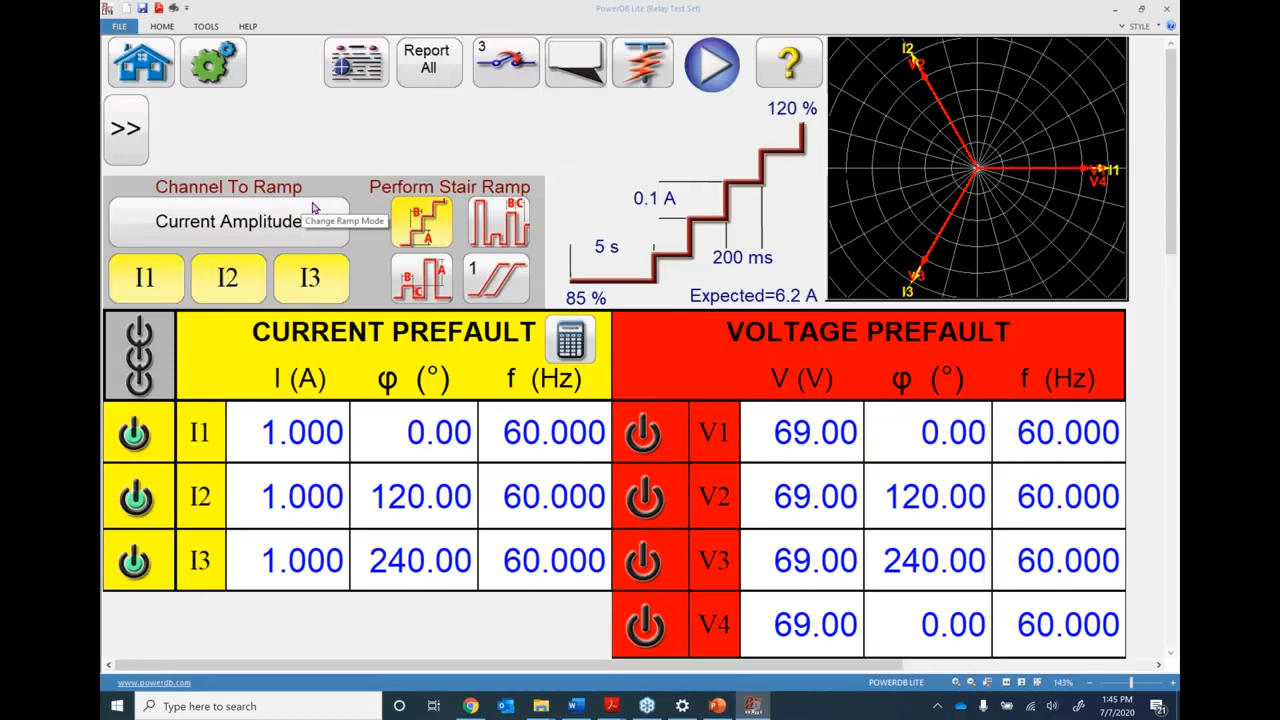 PowerDB Lite (Relay Test Set)
FILE HOME TOOLS HELP
STYLE
Report
All
3
>>
120 %
0.1 A
5 s
200 ms
85 %
Expected=6.2 A
Channel To Ramp
Perform Stair Ramp
Current Amplitude
Change Ramp Mode
I1 I2 I3
B A
B C
B C A
1
I2
V2
I1
V4
V3
I3
CURRENT PREFAULT
I (A) φ (°) f (Hz)
I1 1.000 0.00 60.000
I2 1.000 120.00 60.000
I3 1.000 240.00 60.000
VOLTAGE PREFAULT
V (V) φ (°) f (Hz)
V1 69.00 0.00 60.000
V2 69.00 120.00 60.000
V3 69.00 240.00 60.000
V4 69.00 0.00 60.000
www.powerdb.com
POWERDB LITE
143%
Type here to search
1:45 PM
7/7/2020
21